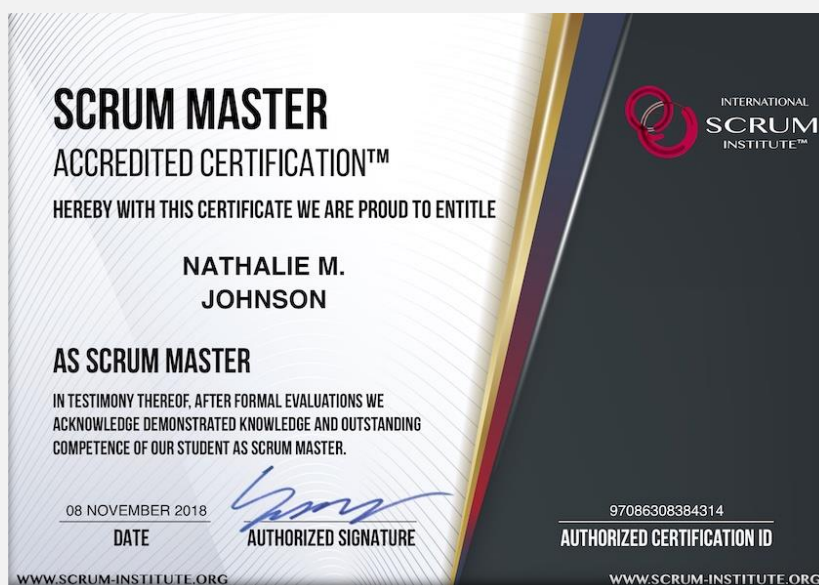 SCRUM MASTER
ACCREDITED CERTIFICATION™
HEREBY WITH THIS CERTIFICATE WE ARE PROUD TO ENTITLE
NATHALIE M.
JOHNSON
AS SCRUM MASTER
IN TESTIMONY THEREOF, AFTER FORMAL EVALUATIONS WE
ACKNOWLEDGE DEMONSTRATED KNOWLEDGE AND OUTSTANDING
COMPETENCE OF OUR STUDENT AS SCRUM MASTER.
08 NOVEMBER 2018
DATE
AUTHORIZED SIGNATURE
WWW.SCRUM-INSTITUTE.ORG
INTERNATIONAL
SCRUM
INSTITUTE™
97086308384314
AUTHORIZED CERTIFICATION ID
WWW.SCRUM-INSTITUTE.ORG